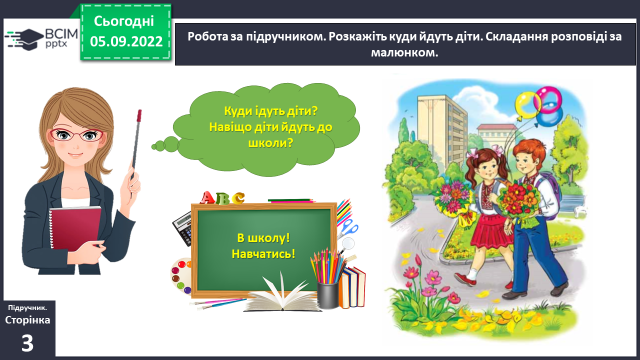 ВСІМ
pptx
Сьогодні
05.09.2022
Робота за підручником. Розкажіть куди йдуть діти. Складання розповіді за
малюнком.
Куди ідуть діти?
Навіщо діти йдуть до
школи?
ABC
В школу!
Навчатись!
Підручник.
Сторінка
3